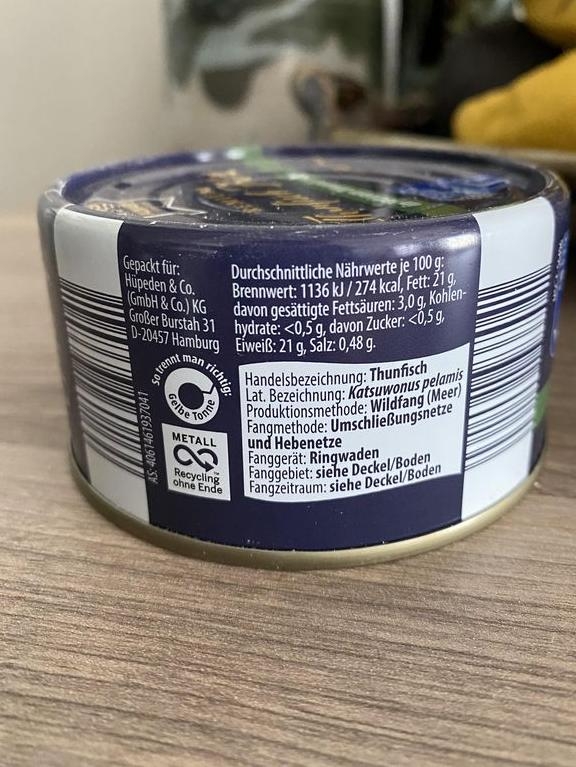 Gepackt für:
Hüpeden & Co.
(GmbH & Co.) KG
Großer Burstah 31
D-20457 Hamburg
So trennt man richtig:
Gelbe Tonne
METALL
Recycling
ohne Ende
AS: 4061461937041
Durchschnittliche Nährwerte je 100 g:
Brennwert: 1136 kJ / 274 kcal, Fett: 21 g,
davon gesättigte Fettsäuren: 3,0 g, Kohlen-
hydrate: <0,5 g, davon Zucker: <0,5 g,
Eiweiß: 21 g, Salz: 0,48 g.
Handelsbezeichnung: Thunfisch
Lat. Bezeichnung: Katsuwonus pelamis
Produktionsmethode: Wildfang (Meer)
Fangmethode: Umschließungsnetze
und Hebenetze
Fanggerät: Ringwaden
Fanggebiet: siehe Deckel/Boden
Fangzeitraum: siehe Deckel/Boden